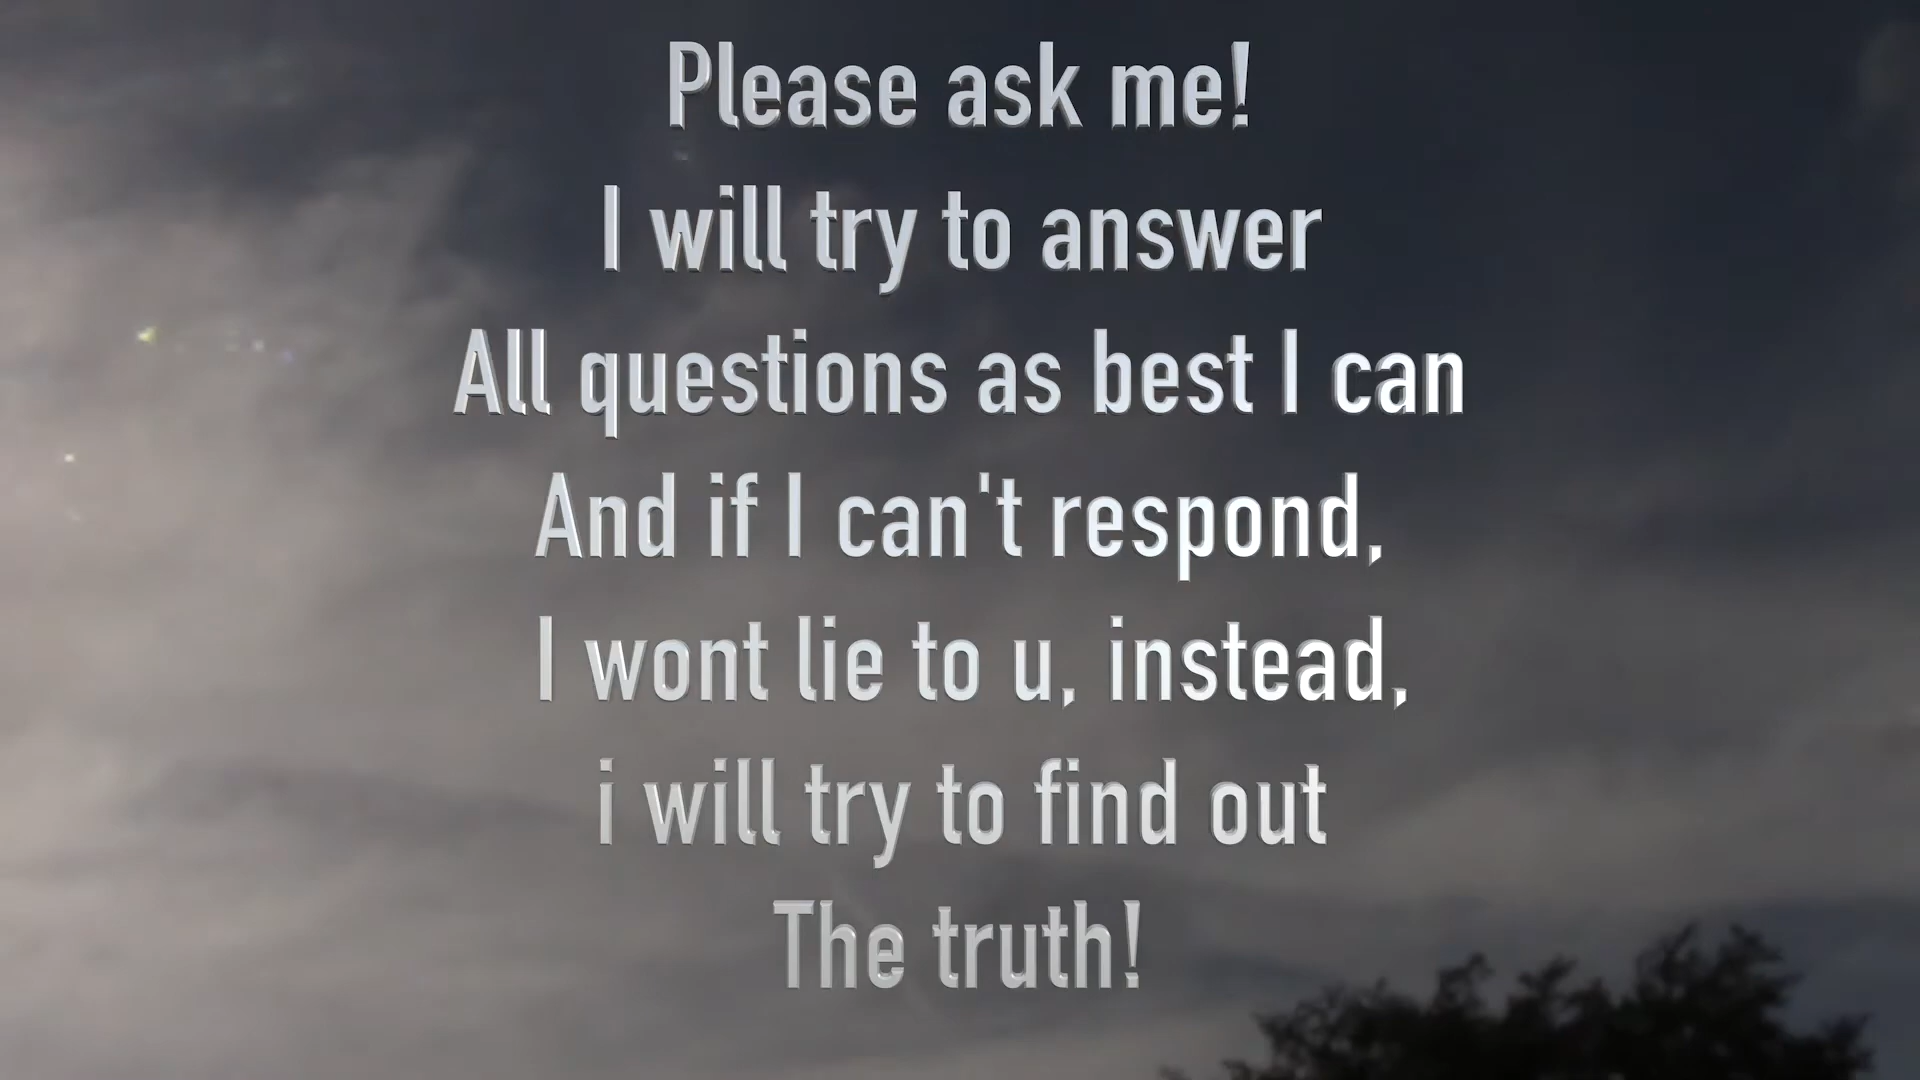 Please ask me!
I will try to answer
All questions as best I can
And if I can't respond,
I wont lie to u, instead,
i will try to find out
The truth!